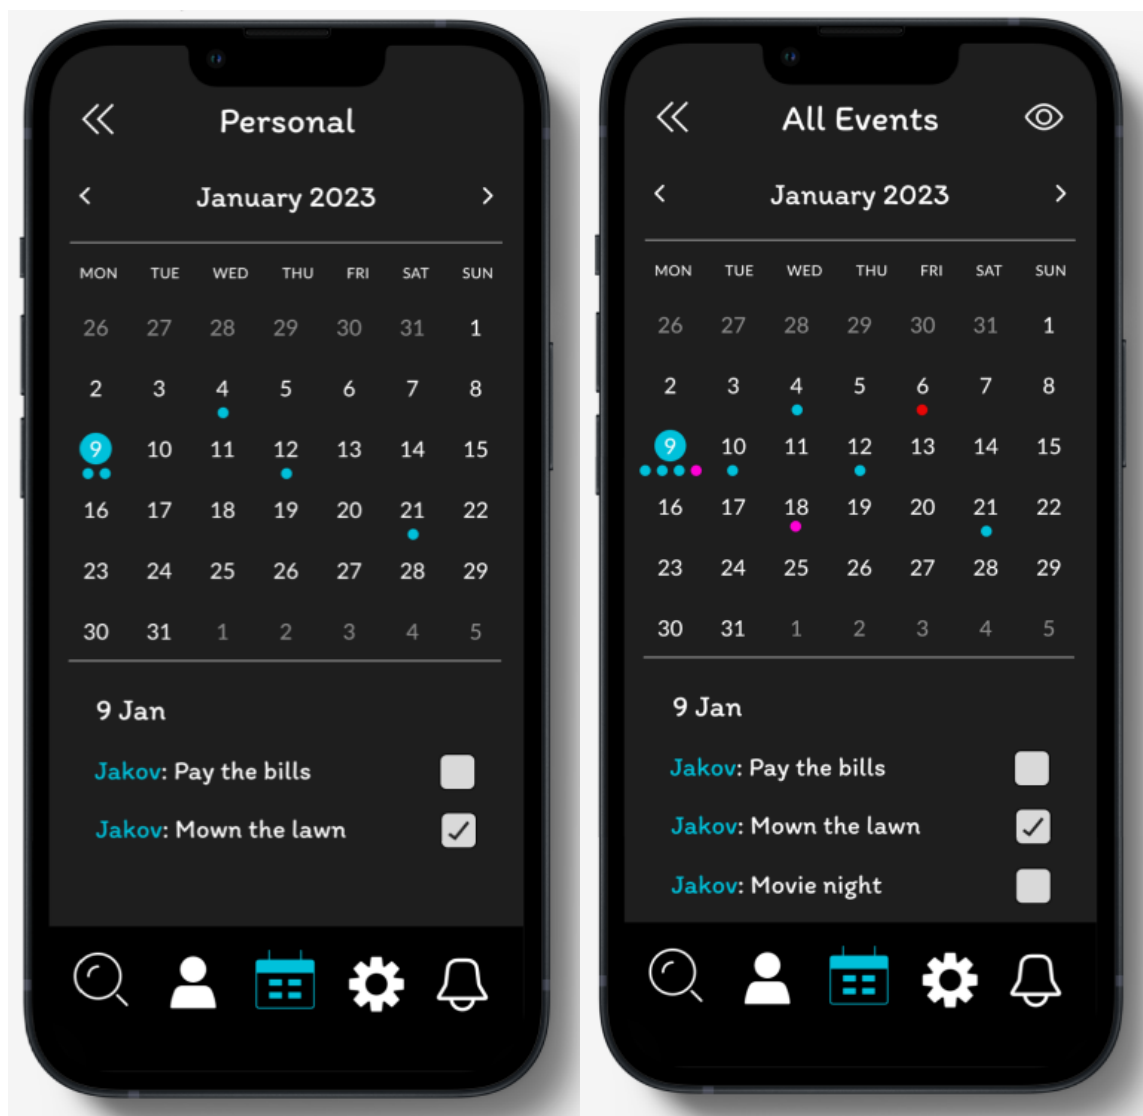 Personal
January 2023
MON TUE WED THU FRI SAT SUN
26 27 28 29 30 31 1
2 3 4 5 6 7 8
9 10 11 12 13 14 15
16 17 18 19 20 21 22
23 24 25 26 27 28 29
30 31 1 2 3 4 5
9 Jan
Jakov: Pay the bills
Jakov: Mown the lawn
All Events
January 2023
MON TUE WED THU FRI SAT SUN
26 27 28 29 30 31 1
2 3 4 5 6 7 8
9 10 11 12 13 14 15
16 17 18 19 20 21 22
23 24 25 26 27 28 29
30 31 1 2 3 4 5
9 Jan
Jakov: Pay the bills
Jakov: Mown the lawn
Jakov: Movie night